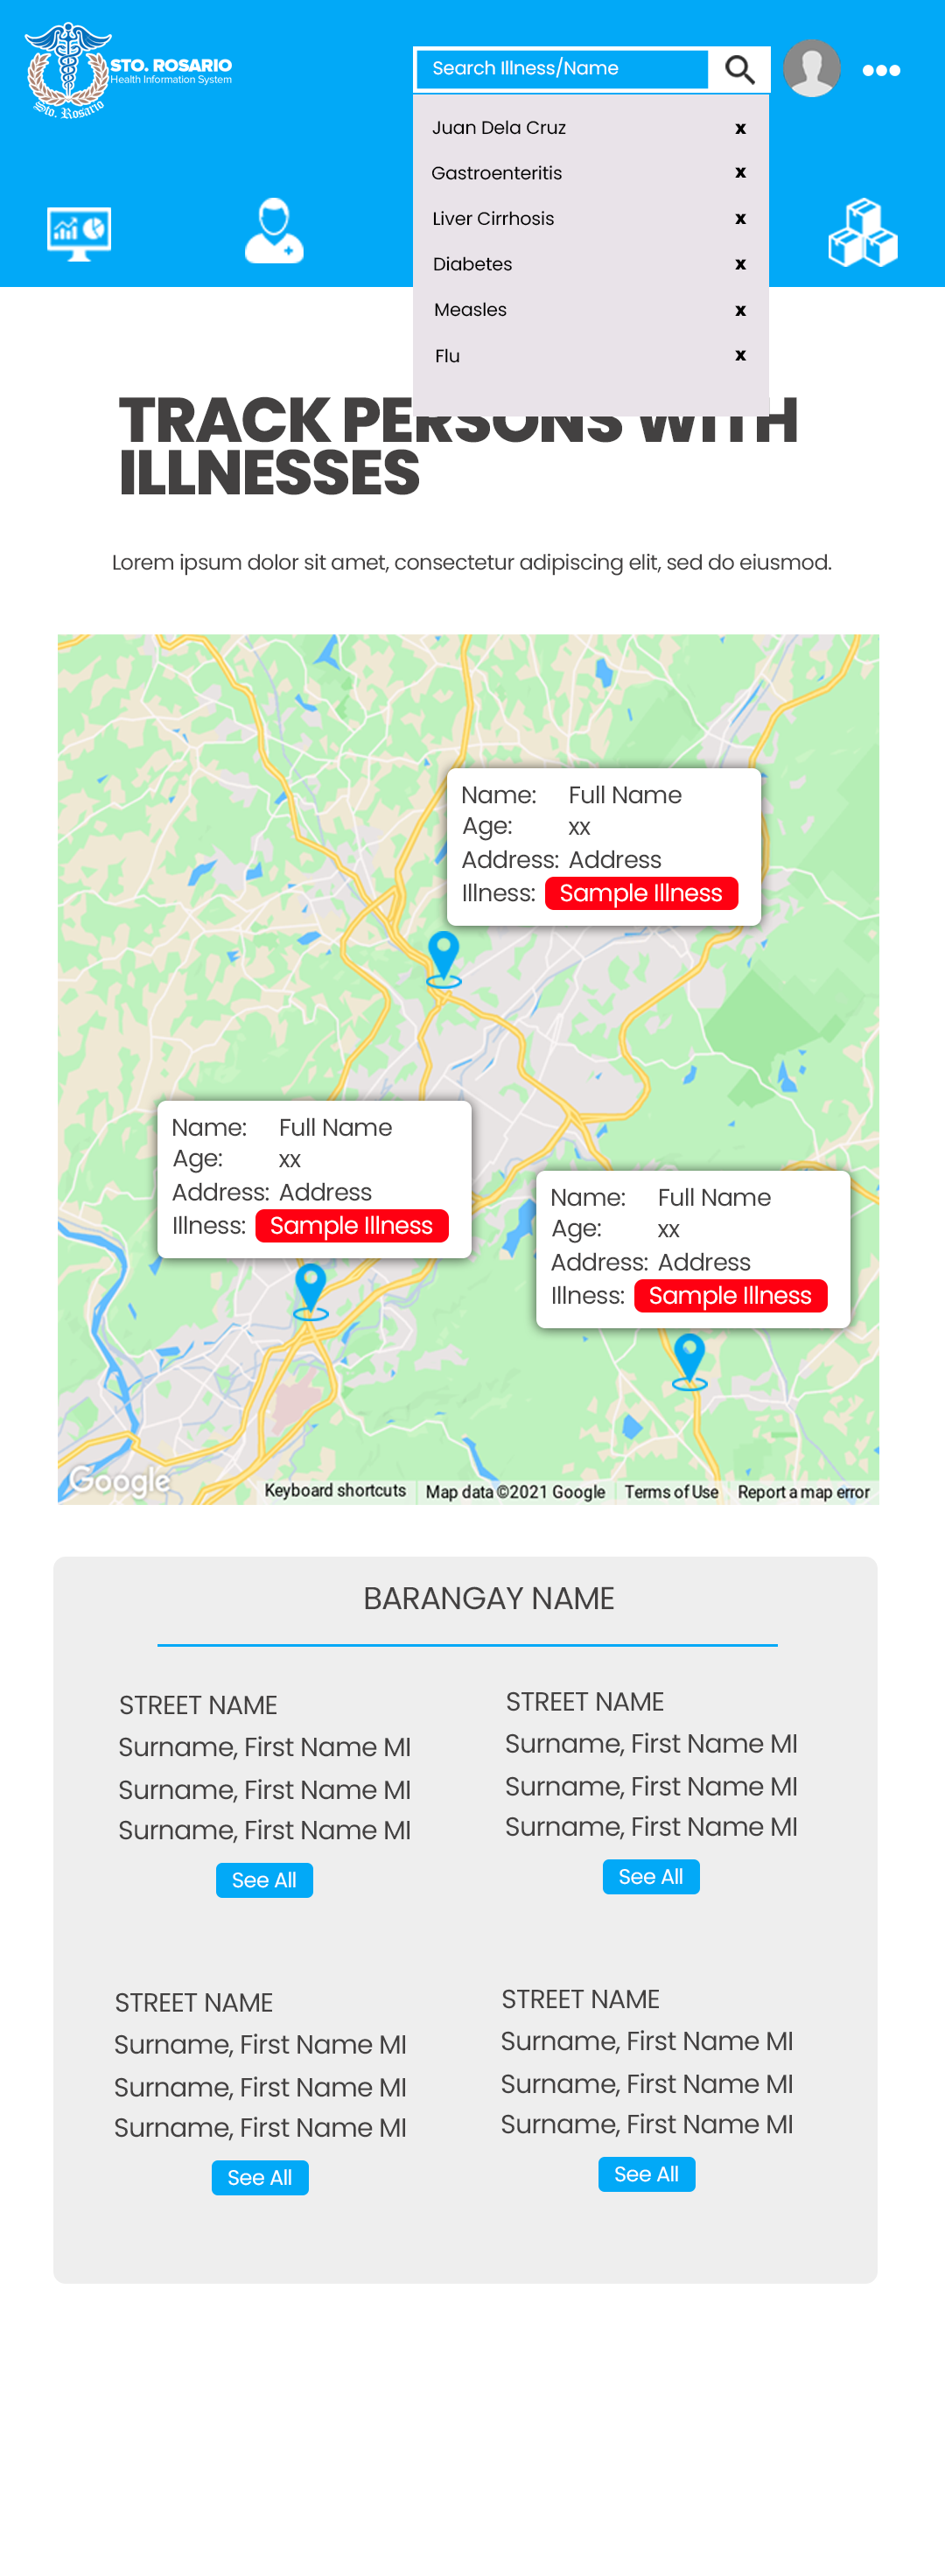 STO. ROSARIO
Health Information System
Sto. Rosario
Search Illness/Name
Juan Dela Cruz x
Gastroenteritis x
Liver Cirrhosis x
Diabetes x
Measles x
Flu x
TRACK PERSONS WITH
ILLNESSES
Lorem ipsum dolor sit amet, consectetur adipiscing elit, sed do eiusmod.
Name: Full Name
Age: xx
Address: Address
Illness: Sample Illness
Name: Full Name
Age: xx
Address: Address
Illness: Sample Illness
Name: Full Name
Age: xx
Address: Address
Illness: Sample Illness
Google
Keyboard shortcuts Map data ©2021 Google Terms of Use Report a map error
BARANGAY NAME
STREET NAME
Surname, First Name MI
Surname, First Name MI
Surname, First Name MI
See All
STREET NAME
Surname, First Name MI
Surname, First Name MI
Surname, First Name MI
See All
STREET NAME
Surname, First Name MI
Surname, First Name MI
Surname, First Name MI
See All
STREET NAME
Surname, First Name MI
Surname, First Name MI
Surname, First Name MI
See All